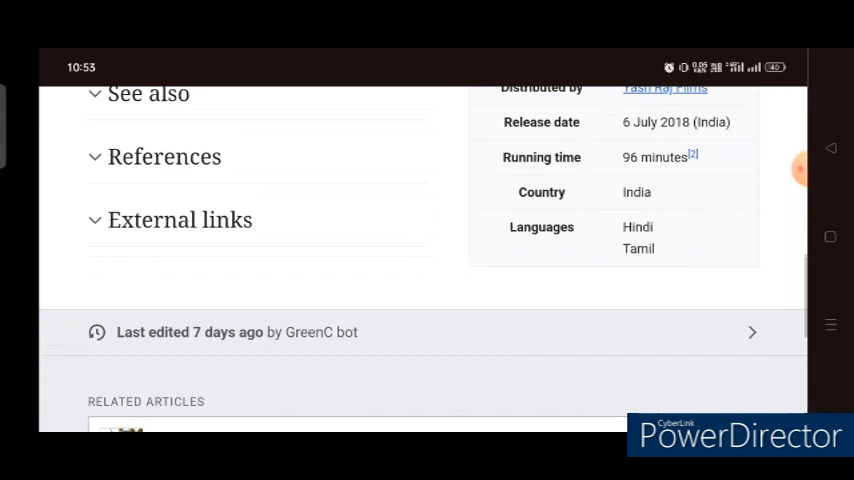 10:53
40
See also
Distributed by Yash Raj Films
Release date 6 July 2018 (India)
References
Running time 96 minutes[2]
Country India
External links
Languages Hindi
Tamil
Last edited 7 days ago by GreenC bot
RELATED ARTICLES
CyberLink
PowerDirector